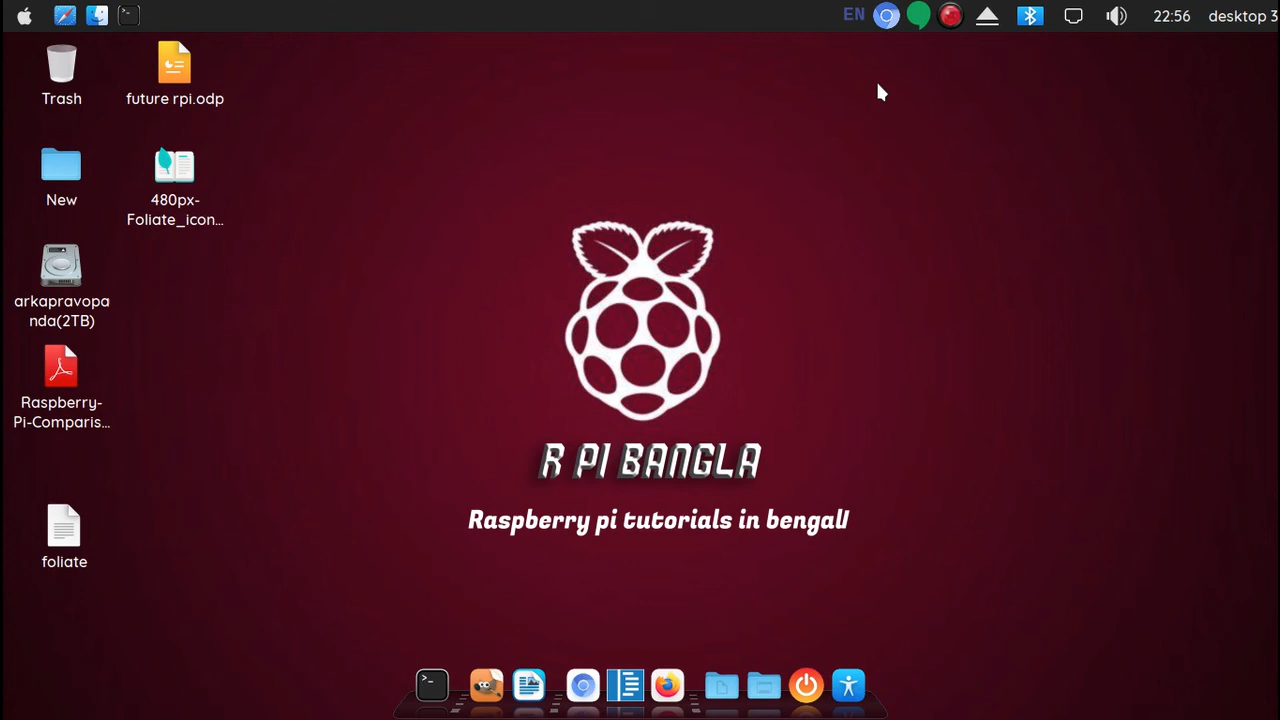 EN
22:56
desktop 3
Trash
future rpi.odp
New
480px-
Foliate_icon...
arkapravopa
nda(2TB)
Raspberry-
Pi-Comparis...
foliate
R PI BANGLA
Raspberry pi tutorials in bengali